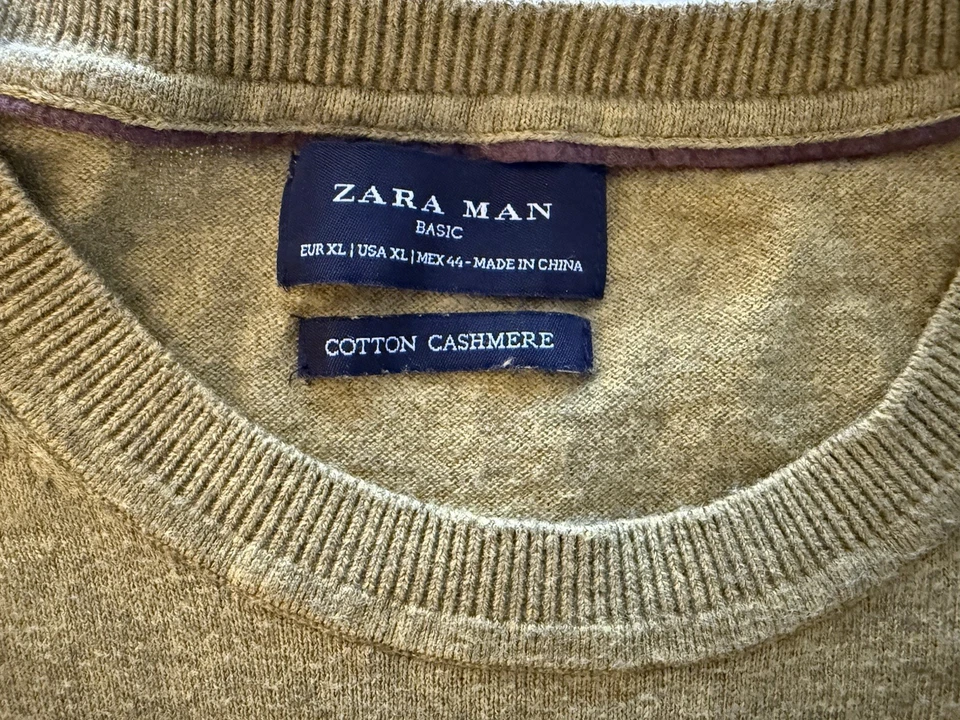 ZARA MAN
BASIC
EUR XL | USA XL | MEX 44 - MADE IN CHINA
COTTON CASHMERE